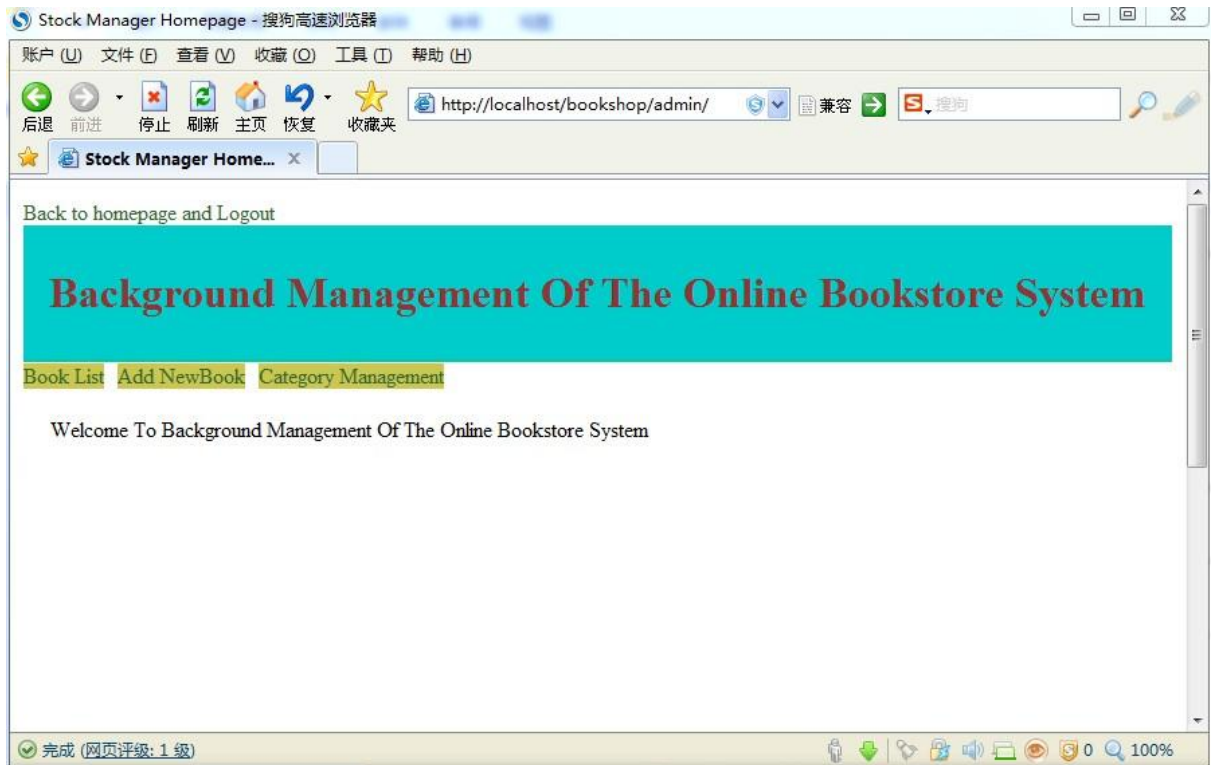 Stock Manager Homepage - 搜狗高速浏览器
账户 (U) 文件 (F) 查看 (V) 收藏 (O) 工具 (T) 帮助 (H)
http://localhost/bookshop/admin/ 兼容 搜狗
后退 前进 停止 刷新 主页 恢复 收藏夹
Stock Manager Home...
Back to homepage and Logout
Background Management Of The Online Bookstore System
Book List Add NewBook Category Management
Welcome To Background Management Of The Online Bookstore System
完成 (网页评级: 1 级) 0 100%